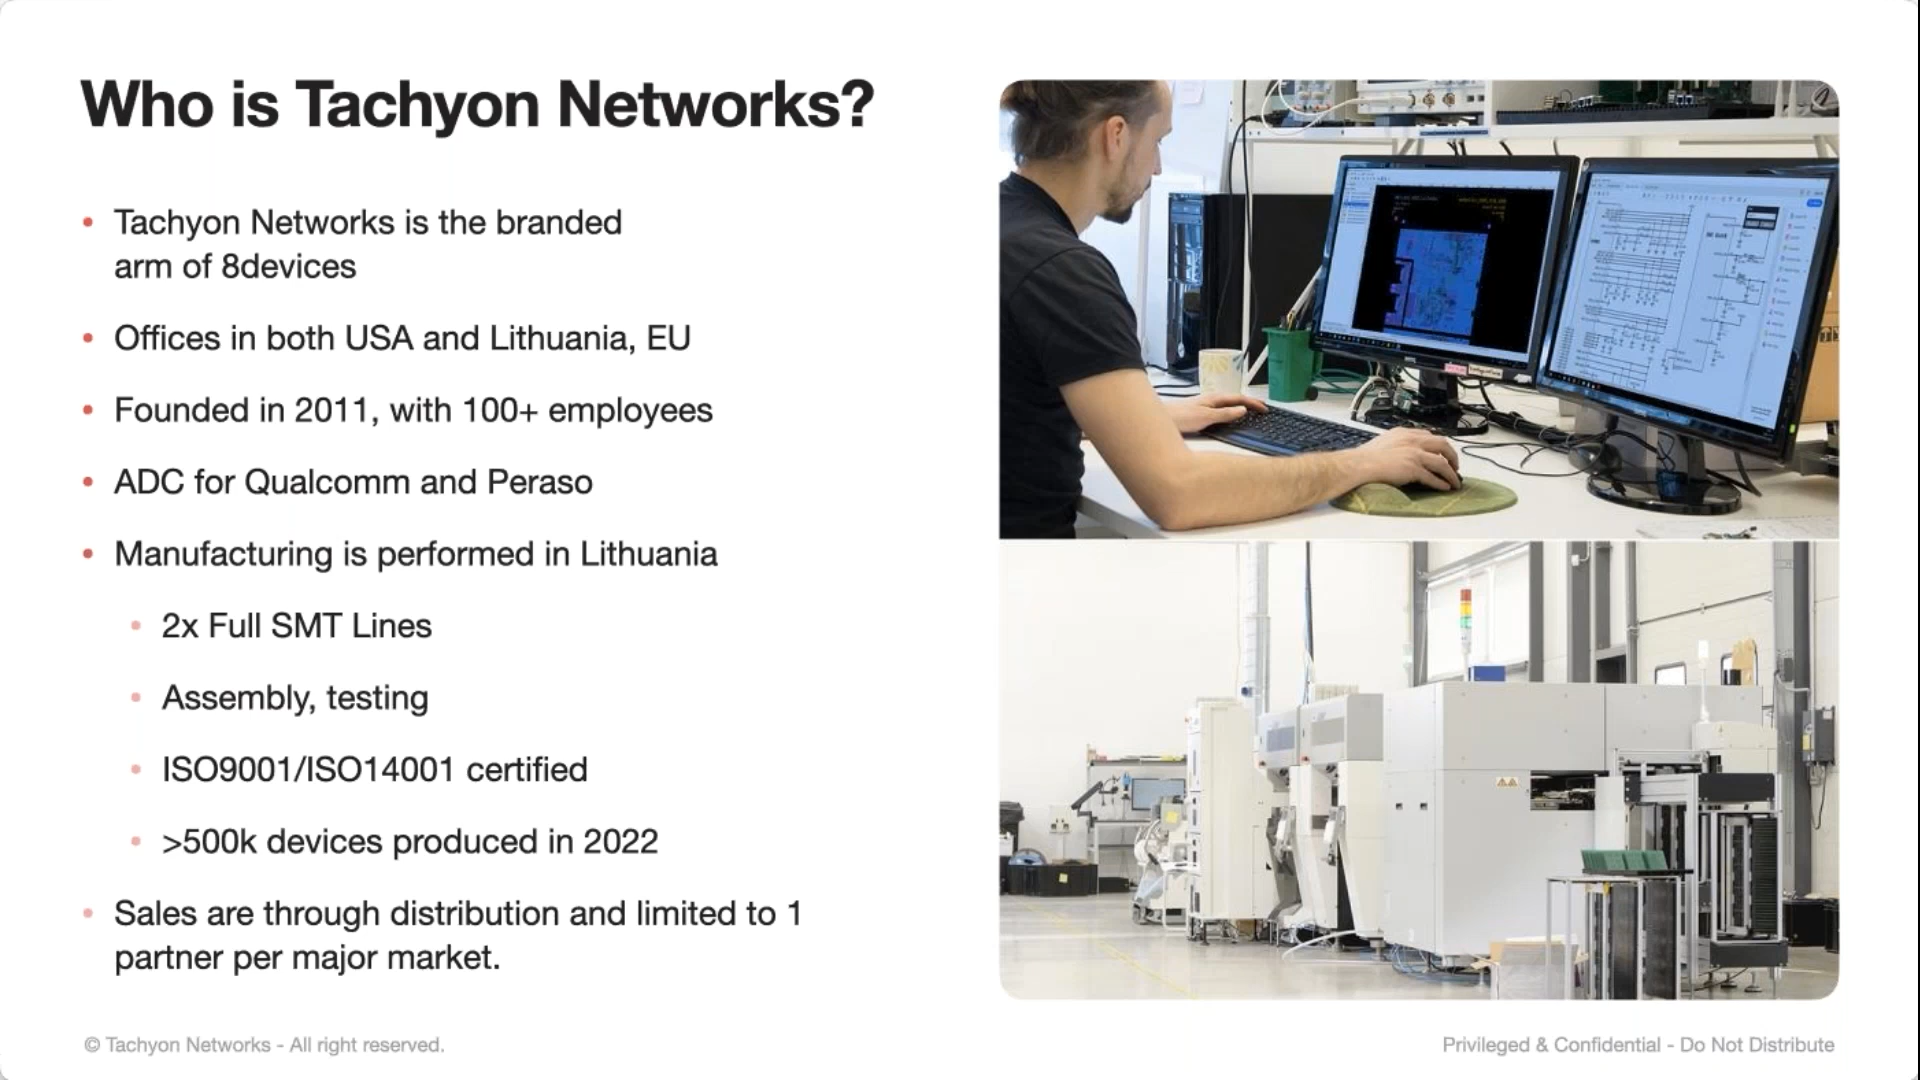 Who is Tachyon Networks?
• Tachyon Networks is the branded
arm of 8devices
• Offices in both USA and Lithuania, EU
• Founded in 2011, with 100+ employees
• ADC for Qualcomm and Peraso
• Manufacturing is performed in Lithuania
• 2x Full SMT Lines
• Assembly, testing
• ISO9001/ISO14001 certified
• >500k devices produced in 2022
• Sales are through distribution and limited to 1
partner per major market.
© Tachyon Networks - All right reserved.
Privileged & Confidential - Do Not Distribute